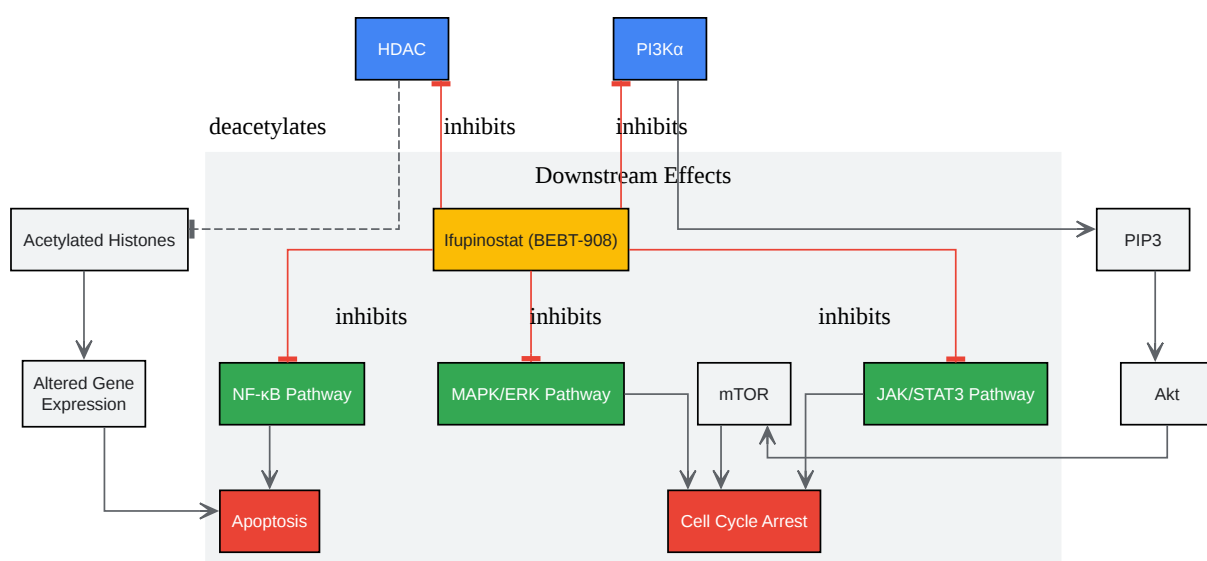 HDAC
PI3Kα
deacetylates
inhibits
inhibits
Downstream Effects
Acetylated Histones
Ifupinostat (BEBT-908)
PIP3
inhibits
inhibits
inhibits
Altered Gene
Expression
NF-κB Pathway
MAPK/ERK Pathway
mTOR
JAK/STAT3 Pathway
Akt
Apoptosis
Cell Cycle Arrest